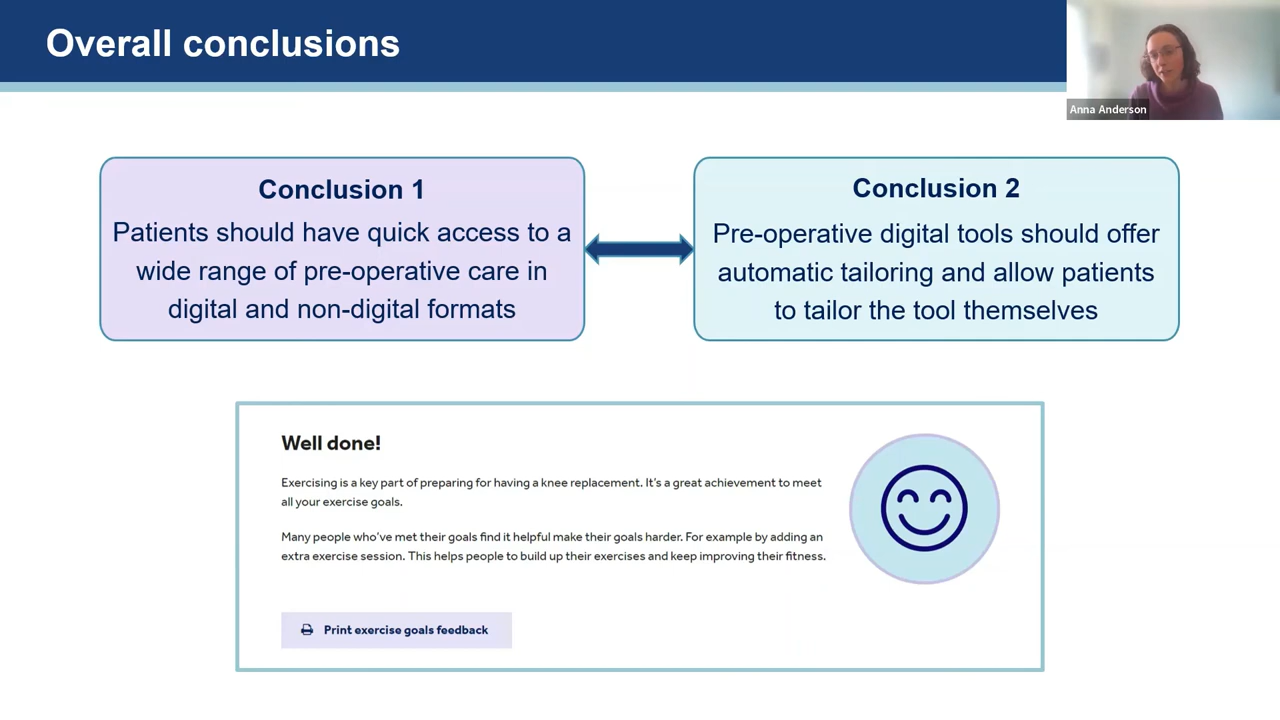 Overall conclusions
Anna Anderson
Conclusion 1
Patients should have quick access to a
wide range of pre-operative care in
digital and non-digital formats
Conclusion 2
Pre-operative digital tools should offer
automatic tailoring and allow patients
to tailor the tool themselves
Well done!
Exercising is a key part of preparing for having a knee replacement. It's a great achievement to meet
all your exercise goals.
Many people who've met their goals find it helpful make their goals harder. For example by adding an
extra exercise session. This helps people to build up their exercises and keep improving their fitness.
Print exercise goals feedback